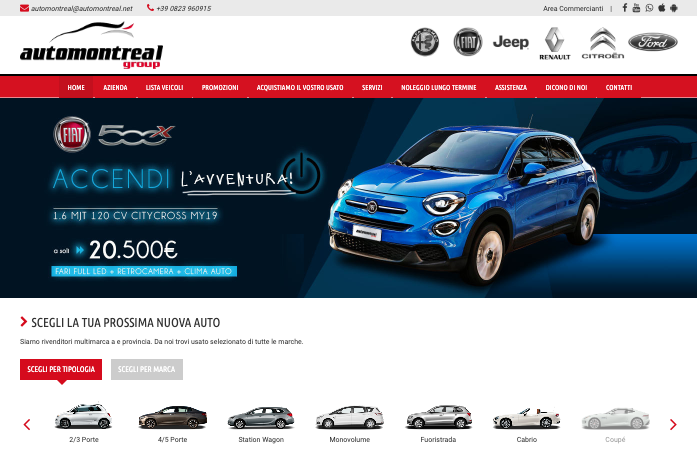 automontreal@automontreal.net +39 0823 960915 Area Commercianti |
automontreal
group
FIAT Jeep RENAULT CITROËN Ford
HOME AZIENDA LISTA VEICOLI PROMOZIONI ACQUISTIAMO IL VOSTRO USATO SERVIZI NOLEGGIO LUNGO TERMINE ASSISTENZA DICONO DI NOI CONTATTI
FIAT 500X
ACCENDI L'AVVENTURA!
1.6 MJT 120 CV CITYCROSS MY19
a soli 20.500€
FARI FULL LED + RETROCAMERA + CLIMA AUTO
automontreal
SCEGLI LA TUA PROSSIMA NUOVA AUTO
Siamo rivenditori multimarca a e provincia. Da noi trovi usato selezionato di tutte le marche.
SCEGLI PER TIPOLOGIA SCEGLI PER MARCA
2/3 Porte 4/5 Porte Station Wagon Monovolume Fuoristrada Cabrio Coupé